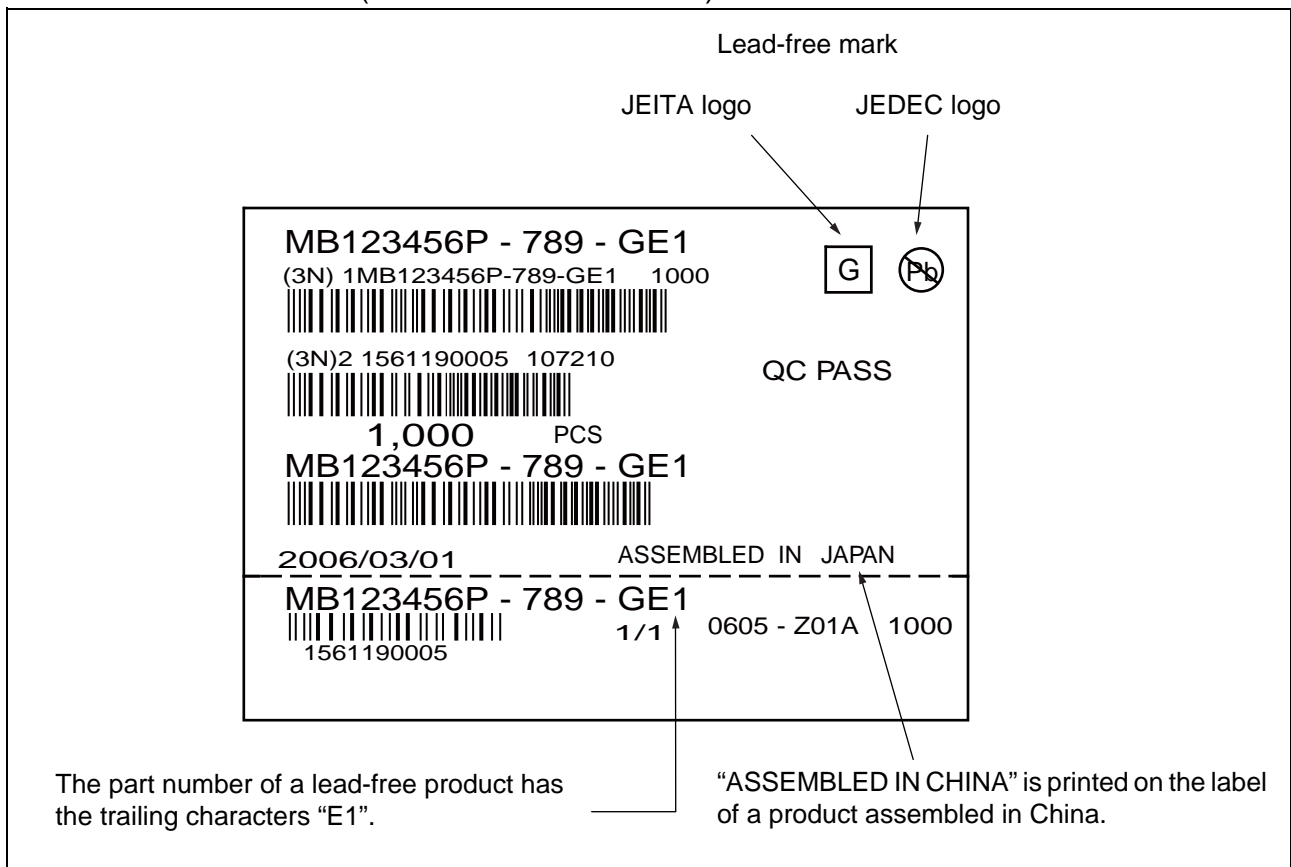 Lead-free mark
JEITA logo JEDEC logo
MB123456P - 789 - GE1
(3N) 1MB123456P-789-GE1 1000
G Pb
(3N)2 1561190005 107210
QC PASS
1,000 PCS
MB123456P - 789 - GE1
2006/03/01 ASSEMBLED IN JAPAN
MB123456P - 789 - GE1
1/1 0605 - Z01A 1000
1561190005
The part number of a lead-free product has
the trailing characters “E1”.
“ASSEMBLED IN CHINA” is printed on the label
of a product assembled in China.